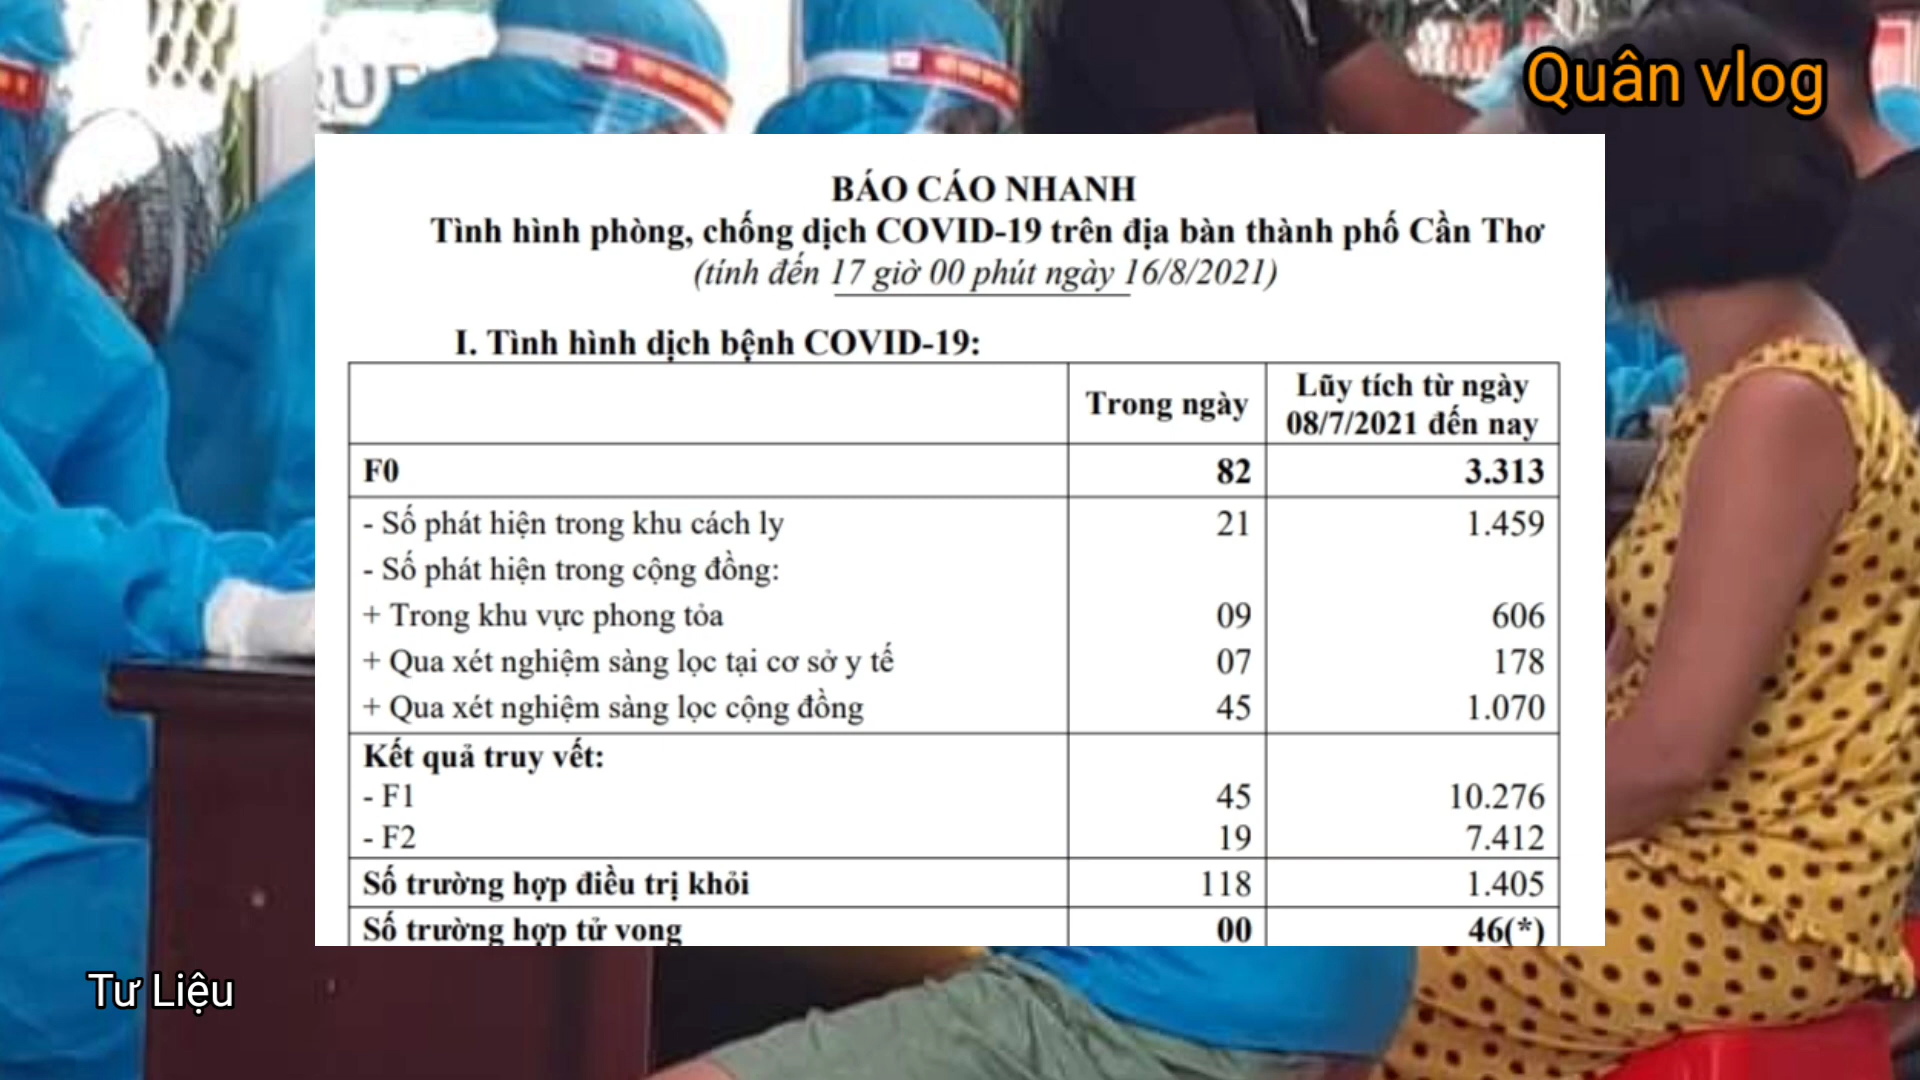 Quân vlog
BÁO CÁO NHANH
Tình hình phòng, chống dịch COVID-19 trên địa bàn thành phố Cần Thơ
(tính đến 17 giờ 00 phút ngày 16/8/2021)
I. Tình hình dịch bệnh COVID-19:
Trong ngày
Lũy tích từ ngày
08/7/2021 đến nay
F0 82 3.313
- Số phát hiện trong khu cách ly 21 1.459
- Số phát hiện trong cộng đồng:
+ Trong khu vực phong tỏa 09 606
+ Qua xét nghiệm sàng lọc tại cơ sở y tế 07 178
+ Qua xét nghiệm sàng lọc cộng đồng 45 1.070
Kết quả truy vết:
- F1 45 10.276
- F2 19 7.412
Số trường hợp điều trị khỏi 118 1.405
Số trường hợp tử vong 00 46(*)
Tư Liệu